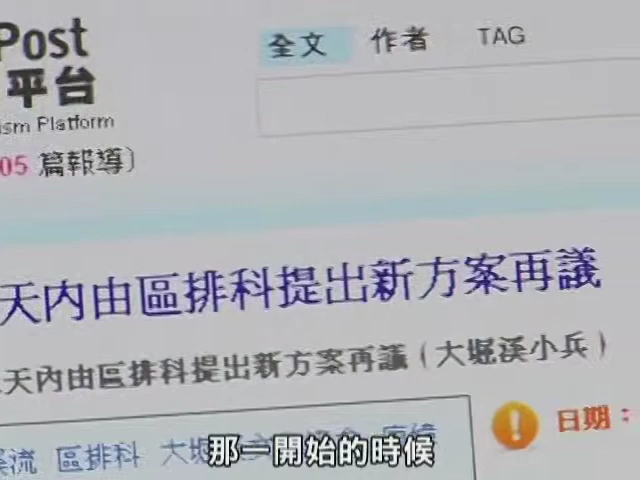 Post
全文 作者 TAG
平台
ism Platform
05 篇報導)
天內由區排科提出新方案再議
天內由區排科提出新方案再議(大堀溪小兵)
日期:
溪流 區排科 大堀
那一開始的時候